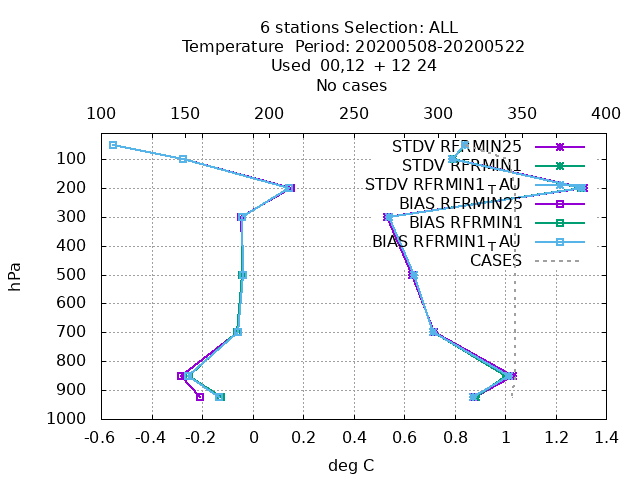 6 stations Selection: ALL
Temperature  Period: 20200508-20200522
Used  00,12  + 12 24
No cases
100 150 200 250 300 350 400
STDV RFRMIN25
100
STDV RFRMIN1
200
STDV RFRMIN1TAU
BIAS RFRMIN25
300
BIAS RFRMIN1
400
BIAS RFRMIN1TAU
CASES
hPa
500
600
700
800
900
1000
-0.6 -0.4 -0.2 0 0.2 0.4 0.6 0.8 1 1.2 1.4
deg C